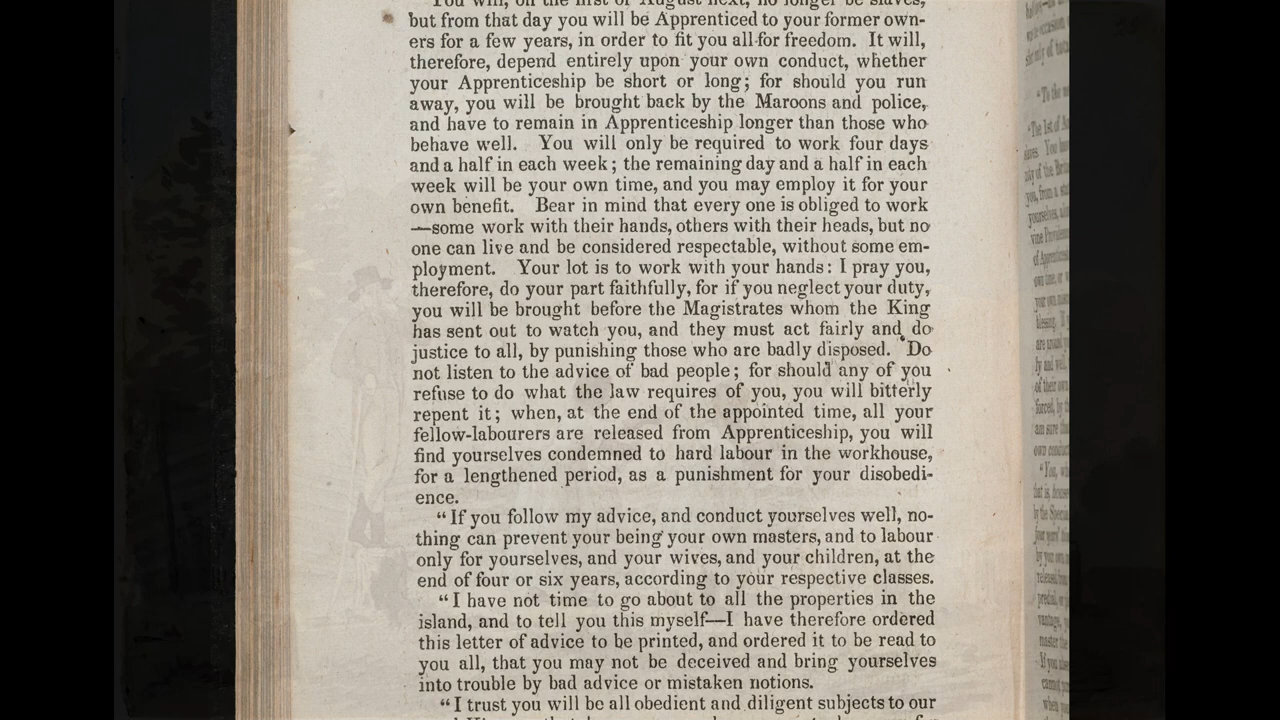 You will, on the first of August next, no longer be slaves,
but from that day you will be Apprenticed to your former own-
ers for a few years, in order to fit you all for freedom. It will,
therefore, depend entirely upon your own conduct, whether
your Apprenticeship be short or long; for should you run
away, you will be brought back by the Maroons and police,
and have to remain in Apprenticeship longer than those who
behave well. You will only be required to work four days
and a half in each week; the remaining day and a half in each
week will be your own time, and you may employ it for your
own benefit. Bear in mind that every one is obliged to work
—some work with their hands, others with their heads, but no
one can live and be considered respectable, without some em-
ployment. Your lot is to work with your hands: I pray you,
therefore, do your part faithfully, for if you neglect your duty,
you will be brought before the Magistrates whom the King
has sent out to watch you, and they must act fairly and do
justice to all, by punishing those who are badly disposed. Do
not listen to the advice of bad people; for should any of you
refuse to do what the law requires of you, you will bitterly
repent it; when, at the end of the appointed time, all your
fellow-labourers are released from Apprenticeship, you will
find yourselves condemned to hard labour in the workhouse,
for a lengthened period, as a punishment for your disobedi-
ence.
“If you follow my advice, and conduct yourselves well, no-
thing can prevent your being your own masters, and to labour
only for yourselves, and your wives, and your children, at the
end of four or six years, according to your respective classes.
“I have not time to go about to all the properties in the
island, and to tell you this myself—I have therefore ordered
this letter of advice to be printed, and ordered it to be read to
you all, that you may not be deceived and bring yourselves
into trouble by bad advice or mistaken notions.
“I trust you will be all obedient and diligent subjects to our